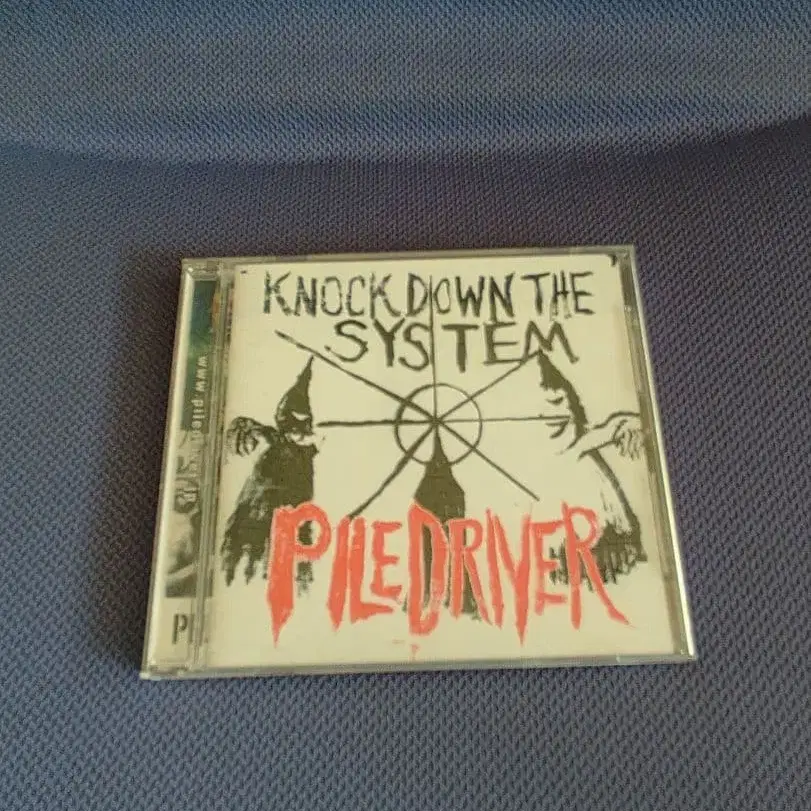 KNOCK DOWN THE
SYSTEM
PILEDRIVER